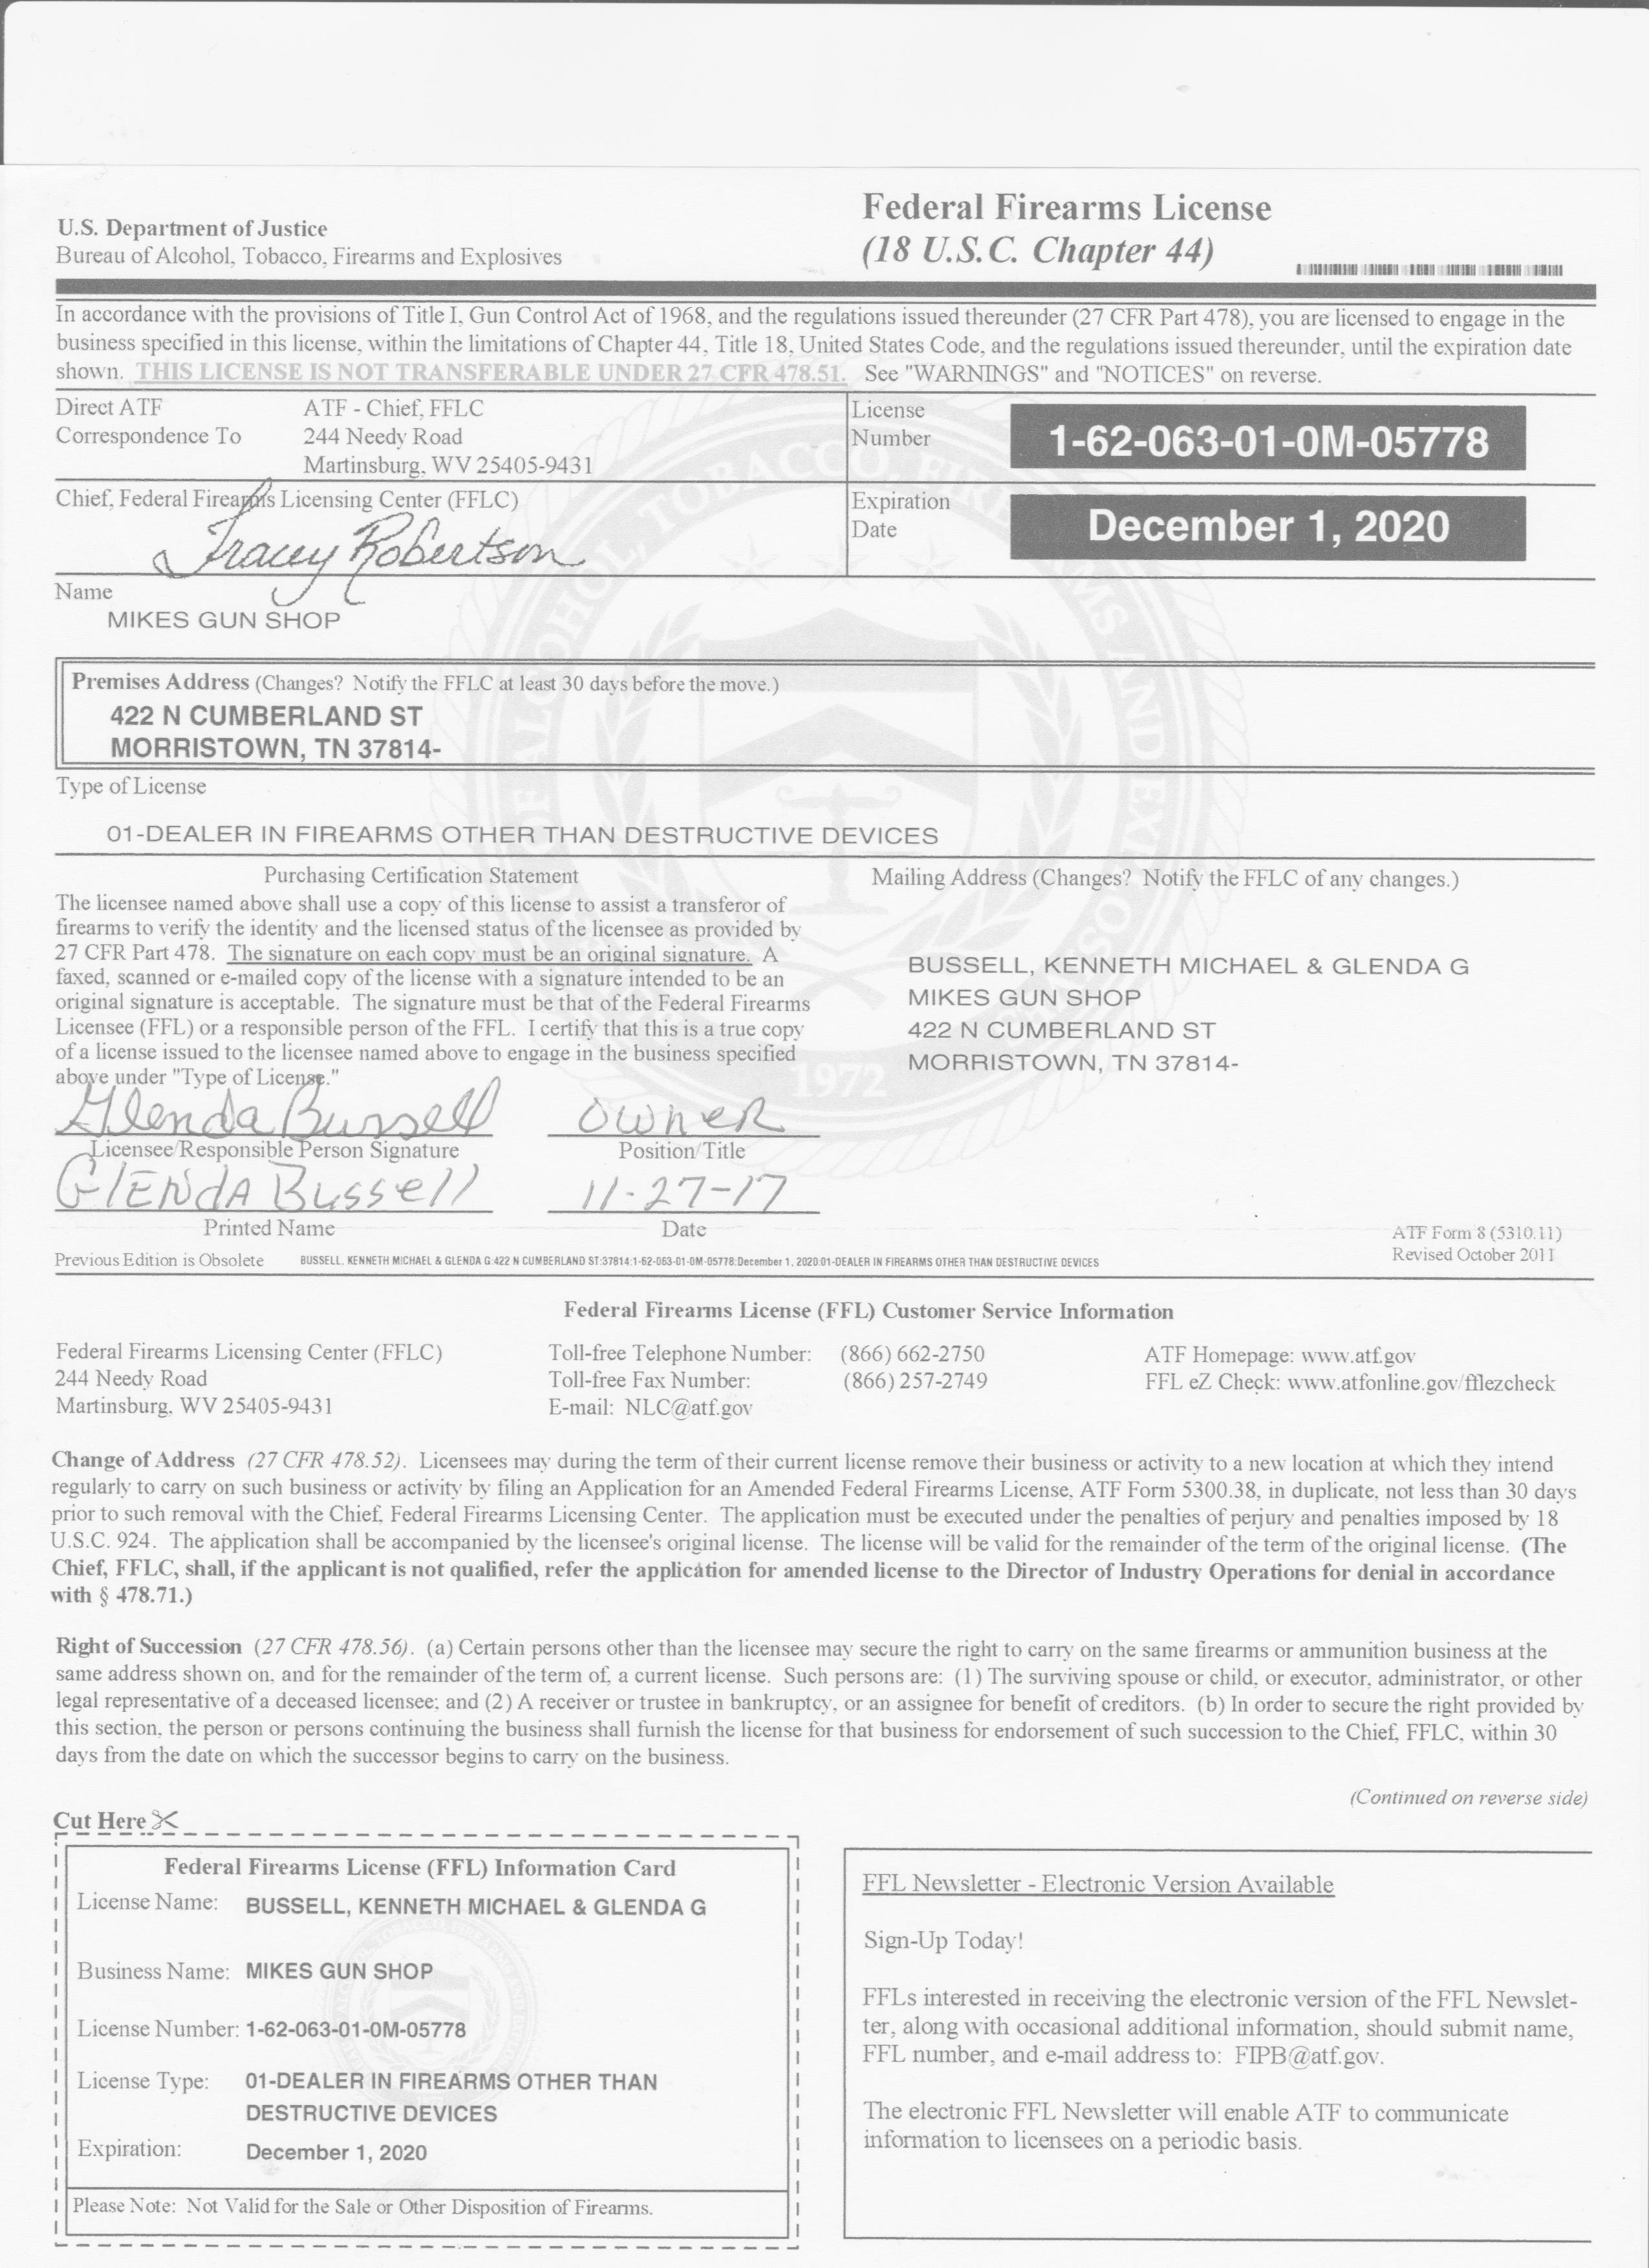 U.S. Department of Justice
Bureau of Alcohol, Tobacco, Firearms and Explosives
Federal Firearms License
(18 U.S.C. Chapter 44)
In accordance with the provisions of Title I, Gun Control Act of 1968, and the regulations issued thereunder (27 CFR Part 478), you are licensed to engage in the
business specified in this license, within the limitations of Chapter 44, Title 18, United States Code, and the regulations issued thereunder, until the expiration date
shown. THIS LICENSE IS NOT TRANSFERABLE UNDER 27 CFR 478.51. See "WARNINGS" and "NOTICES" on reverse.
Direct ATF
Correspondence To
ATF - Chief, FFLC
244 Needy Road
Martinsburg, WV 25405-9431
License
Number
1-62-063-01-0M-05778
Chief, Federal Firearms Licensing Center (FFLC)
Tracey Robertson
Expiration
Date
December 1, 2020
Name
MIKES GUN SHOP
Premises Address (Changes? Notify the FFLC at least 30 days before the move.)
422 N CUMBERLAND ST
MORRISTOWN, TN 37814-
Type of License
01-DEALER IN FIREARMS OTHER THAN DESTRUCTIVE DEVICES
Purchasing Certification Statement
The licensee named above shall use a copy of this license to assist a transferor of
firearms to verify the identity and the licensed status of the licensee as provided by
27 CFR Part 478. The signature on each copy must be an original signature. A
faxed, scanned or e-mailed copy of the license with a signature intended to be an
original signature is acceptable. The signature must be that of the Federal Firearms
Licensee (FFL) or a responsible person of the FFL. I certify that this is a true copy
of a license issued to the licensee named above to engage in the business specified
above under "Type of License."
Mailing Address (Changes? Notify the FFLC of any changes.)
BUSSELL, KENNETH MICHAEL & GLENDA G
MIKES GUN SHOP
422 N CUMBERLAND ST
MORRISTOWN, TN 37814-
1972
Glenda Bussell
Owner
Licensee/Responsible Person Signature
Position/Title
GlENdA Bussell
11-27-17
Printed Name
Date
ATF Form 8 (5310.11)
Revised October 2011
Previous Edition is Obsolete
BUSSELL, KENNETH MICHAEL & GLENDA G:422 N CUMBERLAND ST:37814:1-62-063-01-0M-05778:December 1, 2020:01-DEALER IN FIREARMS OTHER THAN DESTRUCTIVE DEVICES
Federal Firearms License (FFL) Customer Service Information
Federal Firearms Licensing Center (FFLC)
244 Needy Road
Martinsburg, WV 25405-9431
Toll-free Telephone Number: (866) 662-2750
Toll-free Fax Number: (866) 257-2749
E-mail: NLC@atf.gov
ATF Homepage: www.atf.gov
FFL eZ Check: www.atfonline.gov/fflezcheck
Change of Address (27 CFR 478.52). Licensees may during the term of their current license remove their business or activity to a new location at which they intend
regularly to carry on such business or activity by filing an Application for an Amended Federal Firearms License, ATF Form 5300.38, in duplicate, not less than 30 days
prior to such removal with the Chief, Federal Firearms Licensing Center. The application must be executed under the penalties of perjury and penalties imposed by 18
U.S.C. 924. The application shall be accompanied by the licensee's original license. The license will be valid for the remainder of the term of the original license. (The
Chief, FFLC, shall, if the applicant is not qualified, refer the application for amended license to the Director of Industry Operations for denial in accordance
with § 478.71.)
Right of Succession (27 CFR 478.56). (a) Certain persons other than the licensee may secure the right to carry on the same firearms or ammunition business at the
same address shown on, and for the remainder of the term of, a current license. Such persons are: (1) The surviving spouse or child, or executor, administrator, or other
legal representative of a deceased licensee; and (2) A receiver or trustee in bankruptcy, or an assignee for benefit of creditors. (b) In order to secure the right provided by
this section, the person or persons continuing the business shall furnish the license for that business for endorsement of such succession to the Chief, FFLC, within 30
days from the date on which the successor begins to carry on the business.
(Continued on reverse side)
Cut Here
Federal Firearms License (FFL) Information Card
License Name: BUSSELL, KENNETH MICHAEL & GLENDA G
Business Name: MIKES GUN SHOP
License Number: 1-62-063-01-0M-05778
License Type: 01-DEALER IN FIREARMS OTHER THAN
DESTRUCTIVE DEVICES
Expiration: December 1, 2020
Please Note: Not Valid for the Sale or Other Disposition of Firearms.
FFL Newsletter - Electronic Version Available
Sign-Up Today!
FFLs interested in receiving the electronic version of the FFL Newslet-
ter, along with occasional additional information, should submit name,
FFL number, and e-mail address to: FIPB@atf.gov.
The electronic FFL Newsletter will enable ATF to communicate
information to licensees on a periodic basis.